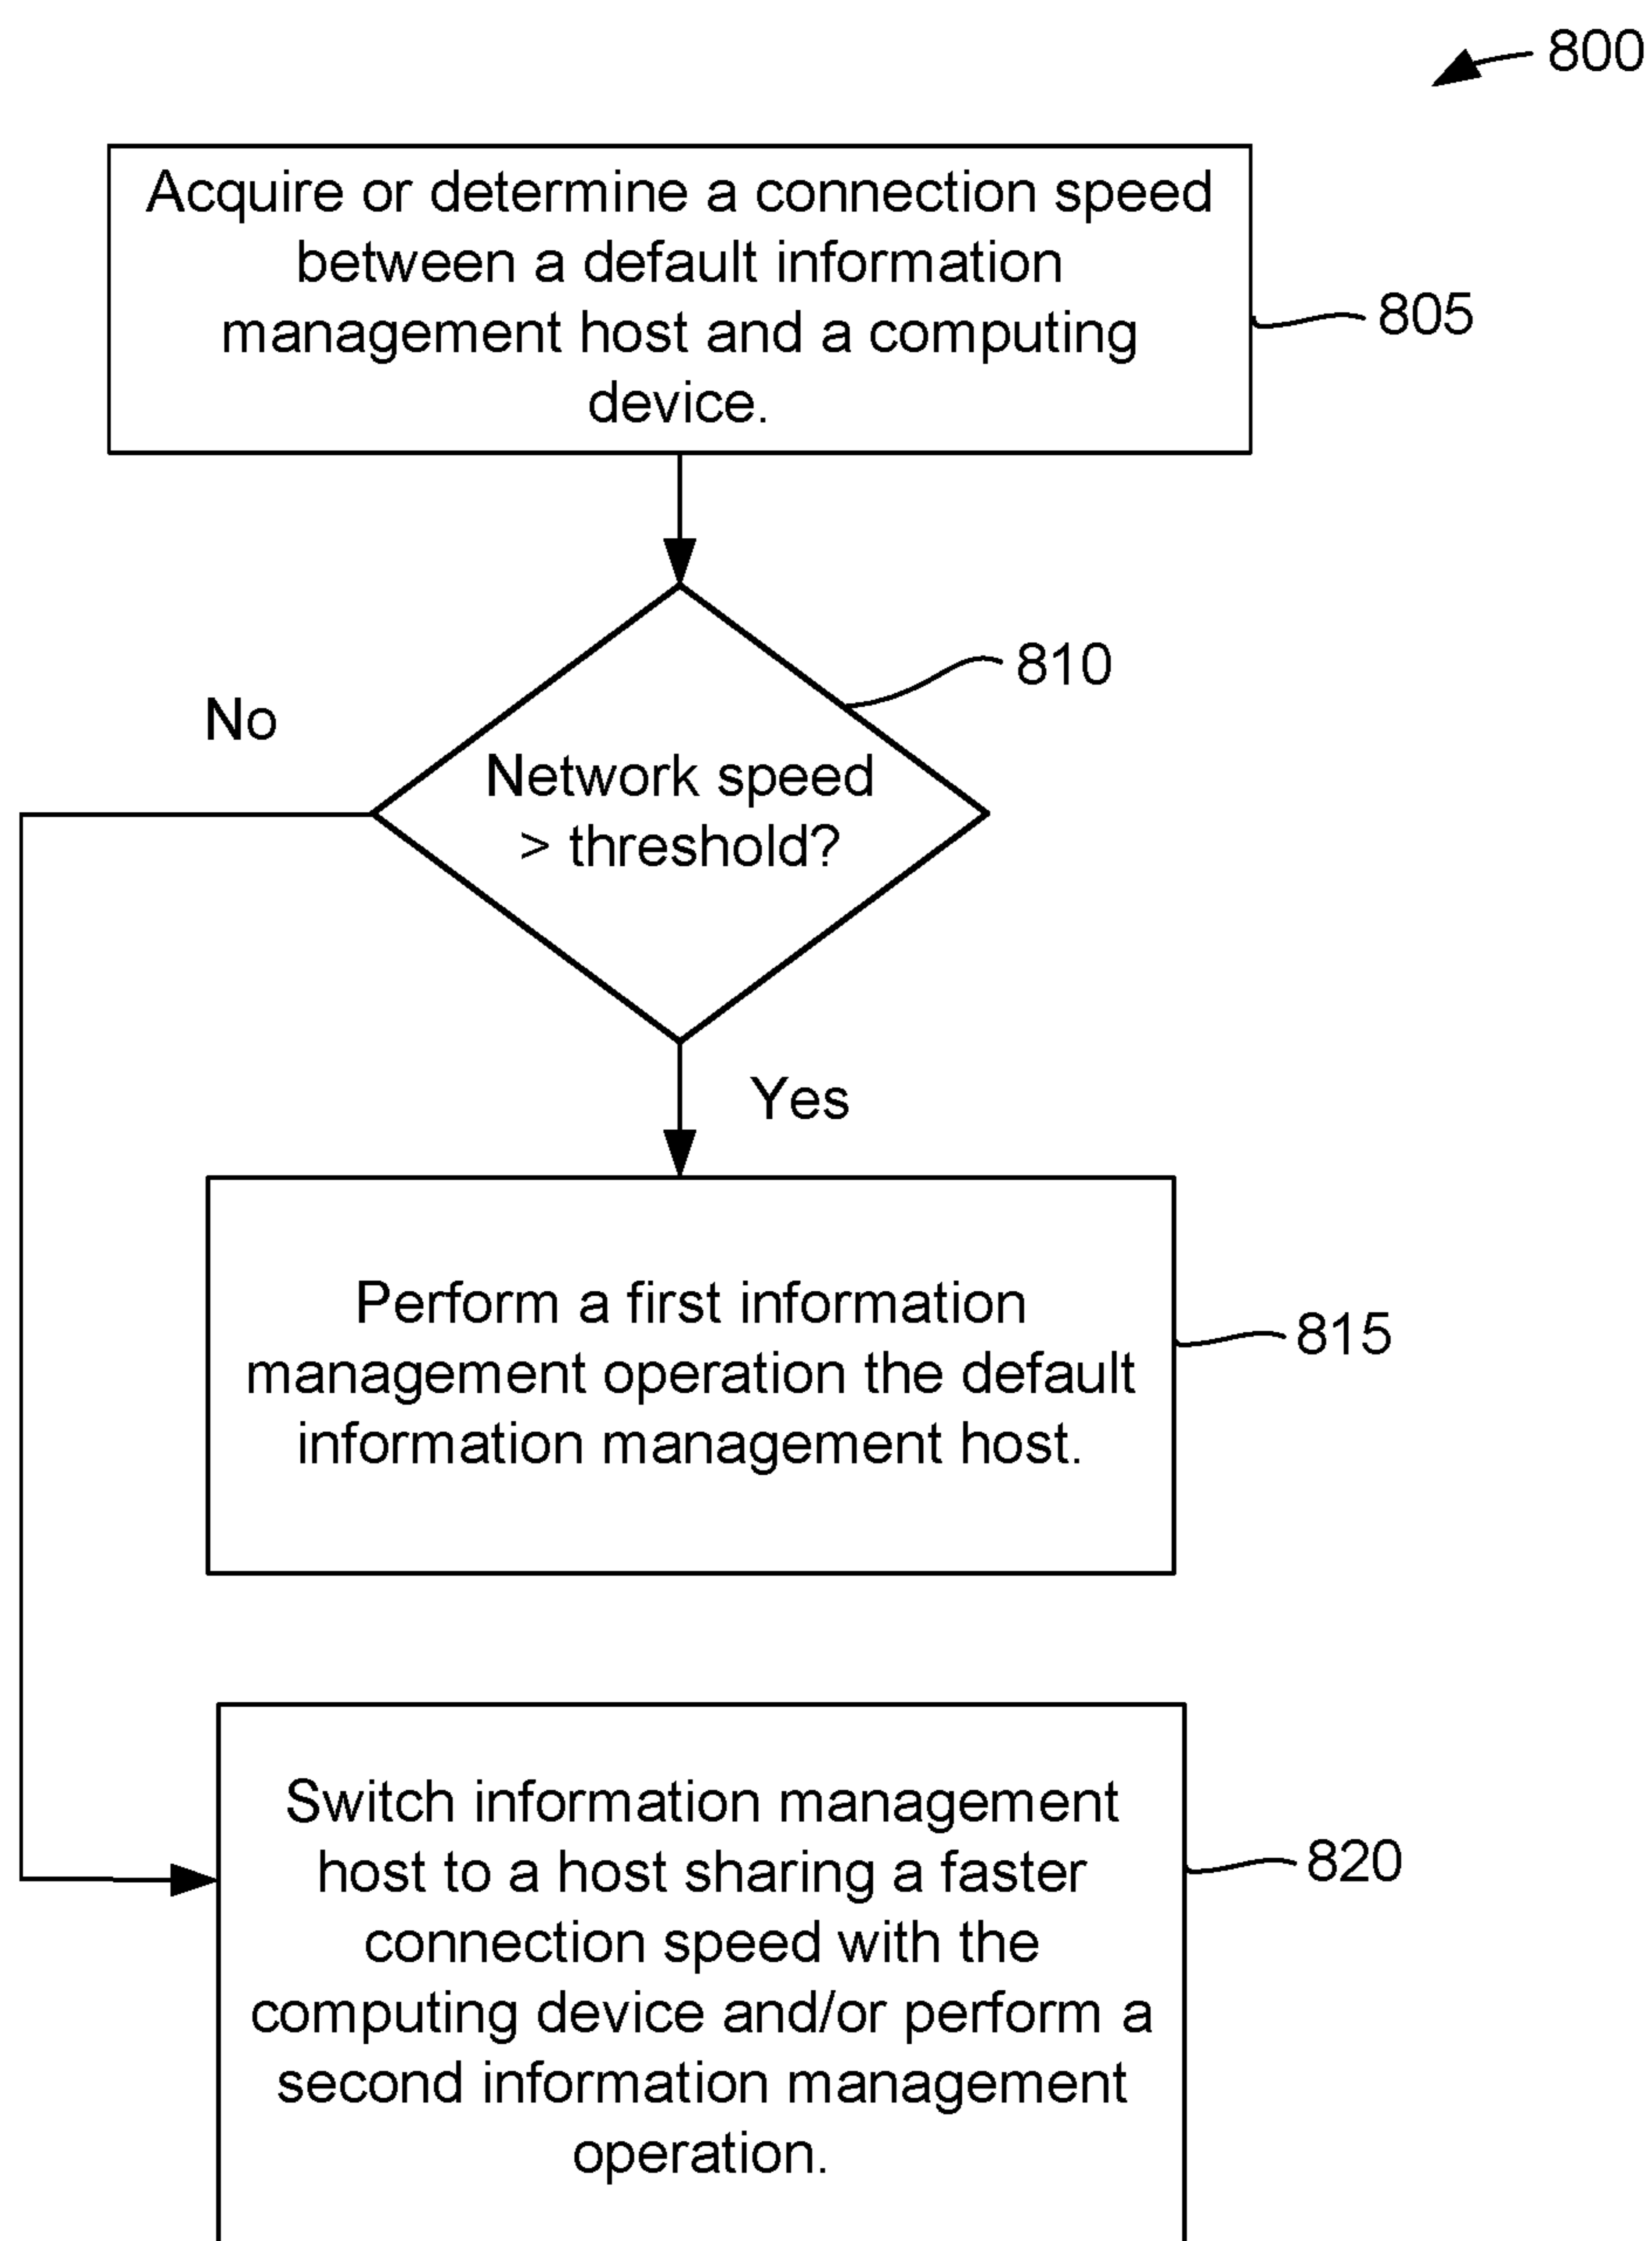 800
Acquire or determine a connection speed
between a default information
management host and a computing
device.
805
810
No
Network speed
> threshold?
Yes
Perform a first information
management operation the default
information management host.
815
Switch information management
host to a host sharing a faster
connection speed with the
computing device and/or perform a
second information management
operation.
820